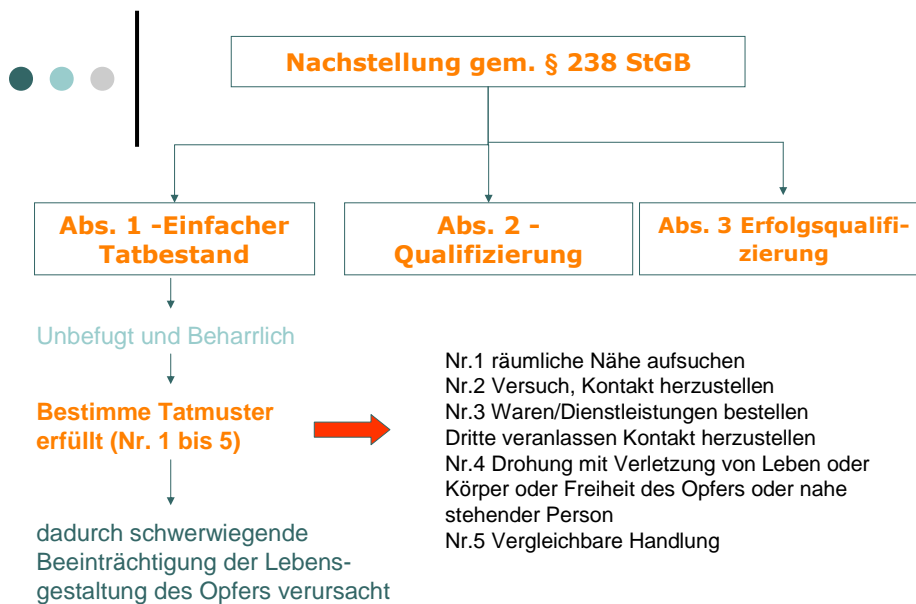 Nachstellung gem. § 238 StGB
Abs. 1 -Einfacher
Tatbestand
Abs. 2 -
Qualifizierung
Abs. 3 Erfolgsqualifi-
zierung
Unbefugt und Beharrlich
Bestimme Tatmuster
erfüllt (Nr. 1 bis 5)
dadurch schwerwiegende
Beeinträchtigung der Lebens-
gestaltung des Opfers verursacht
Nr.1 räumliche Nähe aufsuchen
Nr.2 Versuch, Kontakt herzustellen
Nr.3 Waren/Dienstleistungen bestellen
Dritte veranlassen Kontakt herzustellen
Nr.4 Drohung mit Verletzung von Leben oder
Körper oder Freiheit des Opfers oder nahe
stehender Person
Nr.5 Vergleichbare Handlung